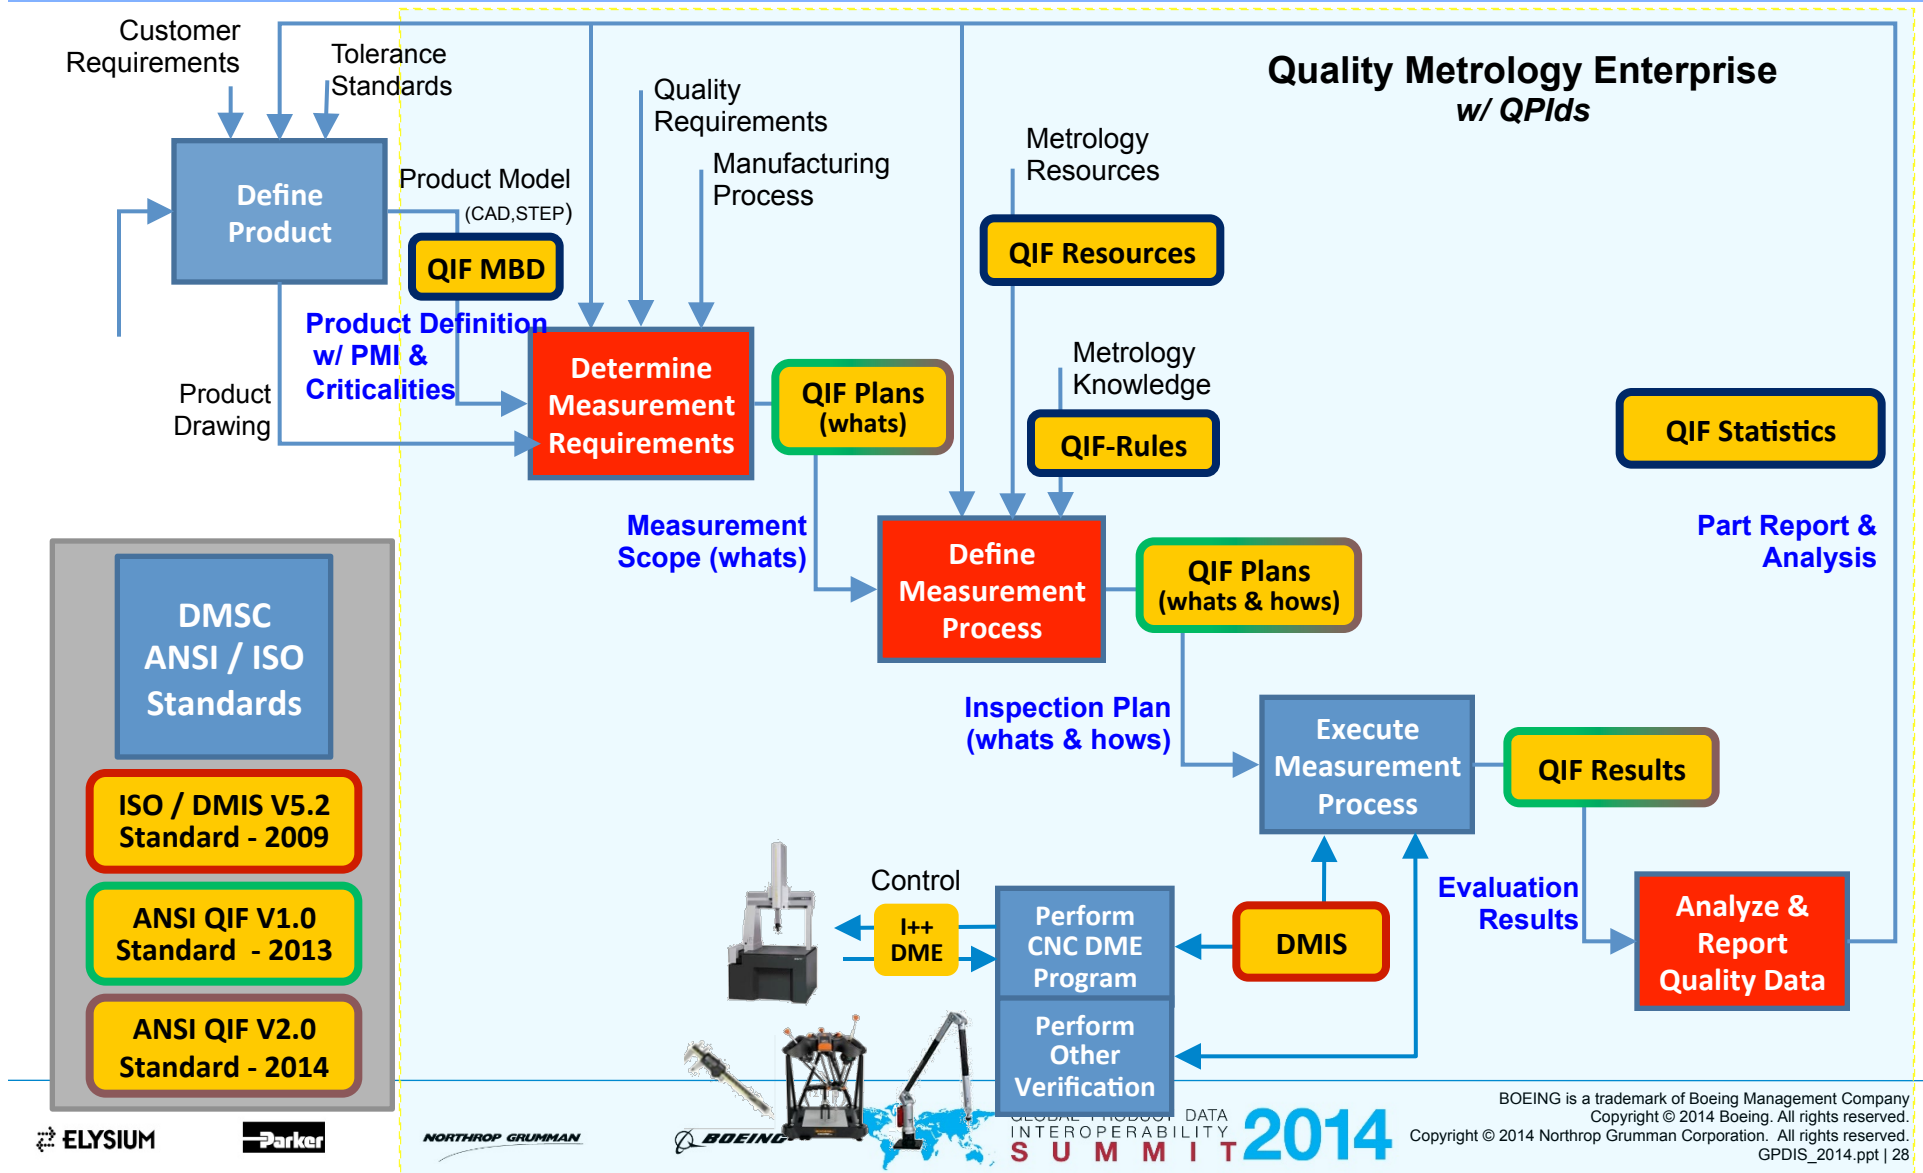 Customer
Requirements
Tolerance
Standards
Quality Metrology Enterprise
w/ QPIds
Quality
Requirements
Manufacturing
Process
Metrology
Resources
Define
Product
Product Model
(CAD,STEP)
QIF MBD
QIF Resources
Product Definition
w/ PMI &
Criticalities
Product
Drawing
Determine
Measurement
Requirements
QIF Plans
(whats)
Metrology
Knowledge
QIF-Rules
QIF Statistics
Measurement
Scope (whats)
Define
Measurement
Process
QIF Plans
(whats & hows)
Part Report &
Analysis
DMSC
ANSI / ISO
Standards
Inspection Plan
(whats & hows)
Execute
Measurement
Process
QIF Results
ISO / DMIS V5.2
Standard - 2009
ANSI QIF V1.0
Standard - 2013
ANSI QIF V2.0
Standard - 2014
Control
I++
DME
Perform
CNC DME
Program
DMIS
Evaluation
Results
Analyze &
Report
Quality Data
Perform
Other
Verification
ELYSIUM
Parker
NORTHROP GRUMMAN
BOEING
GLOBAL PRODUCT DATA
INTEROPERABILITY
SUMMIT 2014
BOEING is a trademark of Boeing Management Company
Copyright © 2014 Boeing. All rights reserved.
Copyright © 2014 Northrop Grumman Corporation. All rights reserved.
GPDIS_2014.ppt | 28